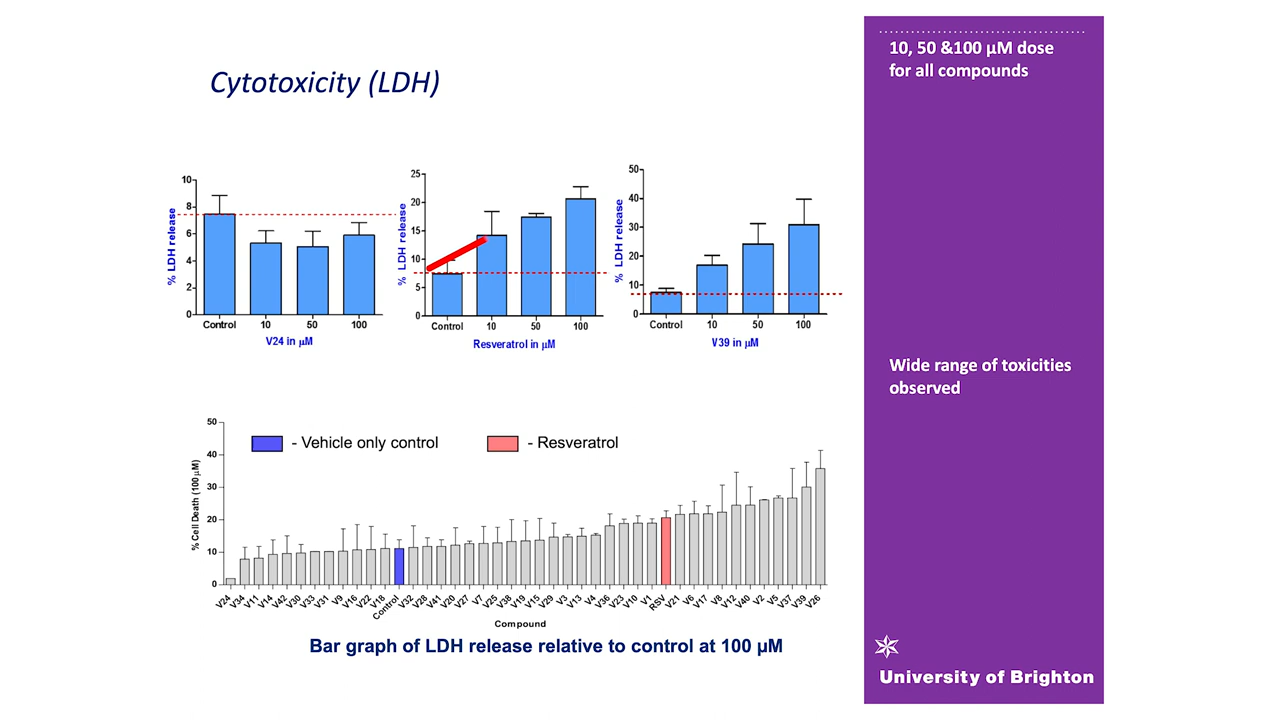 Cytotoxicity (LDH)
10, 50 &100 µM dose
for all compounds
10
8
6
4
2
0
% LDH release
Control 10 50 100
V24 in µM
25
20
15
10
5
0
% LDH release
Control 10 50 100
Resveratrol in µM
50
40
30
20
10
0
% LDH release
Control 10 50 100
V39 in µM
Wide range of toxicities
observed
50
40
30
20
10
0
% Cell Death (100 µM)
- Vehicle only control
- Resveratrol
V24 V34 V11 V14 V42 V30 V33 V31 V9 V16 V22 V18 Control V32 V28 V41 V20 V27 V7 V25 V38 V19 V15 V29 V3 V13 V4 V36 V23 V10 V1 RSV V21 V6 V17 V8 V12 V40 V2 V5 V37 V39 V26
Compound
Bar graph of LDH release relative to control at 100 µM
University of Brighton